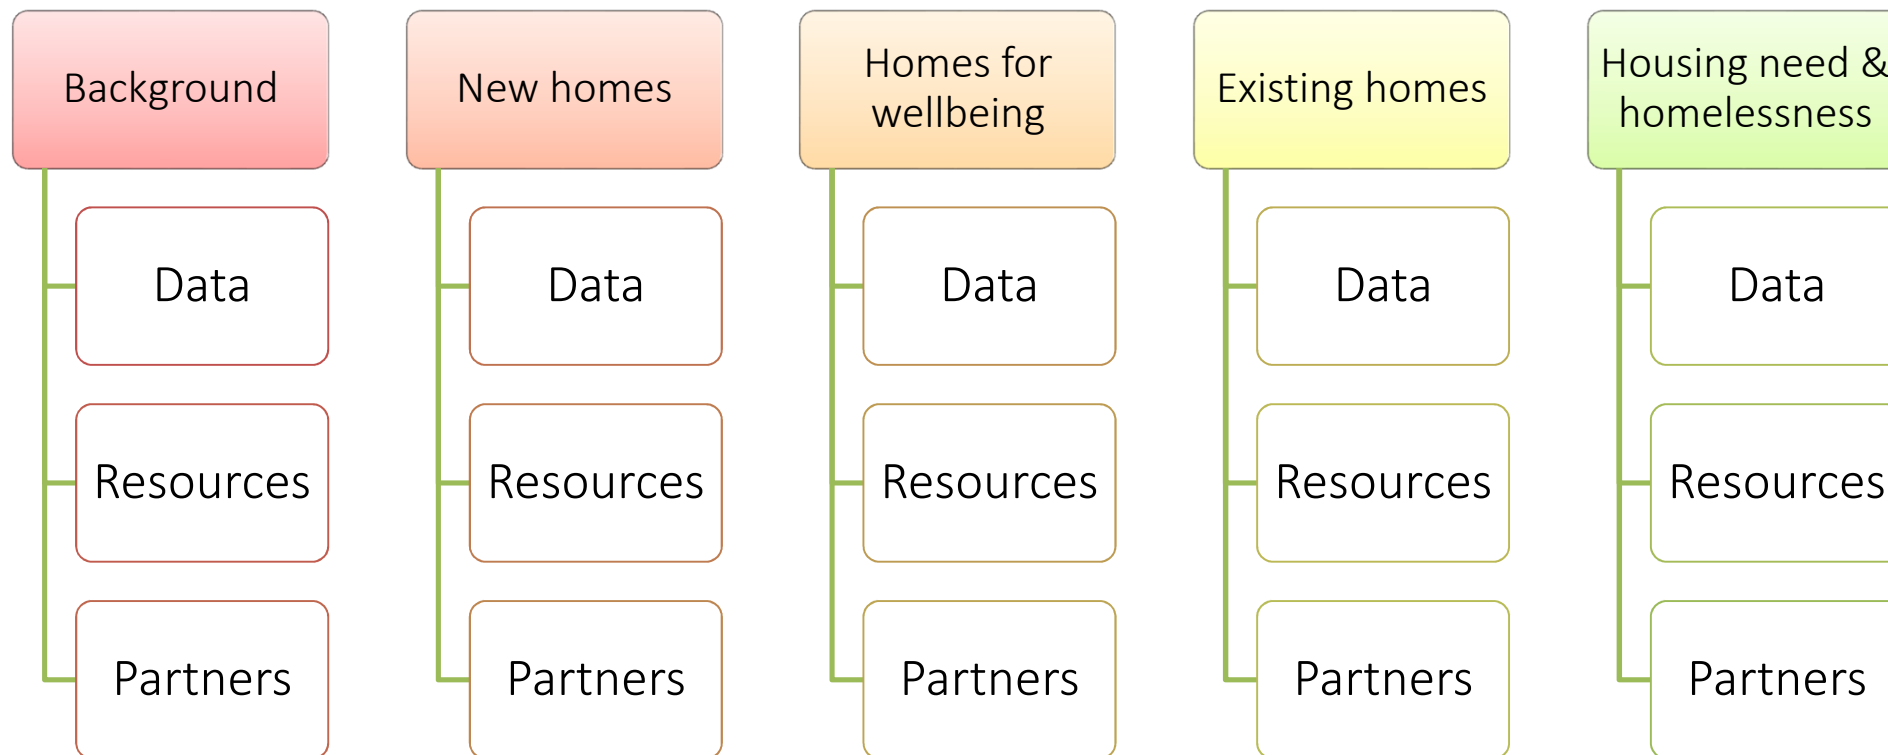 Background
New homes
Homes for
wellbeing
Existing homes
Housing need &
homelessness
Data
Data
Data
Data
Data
Resources
Resources
Resources
Resources
Resources
Partners
Partners
Partners
Partners
Partners